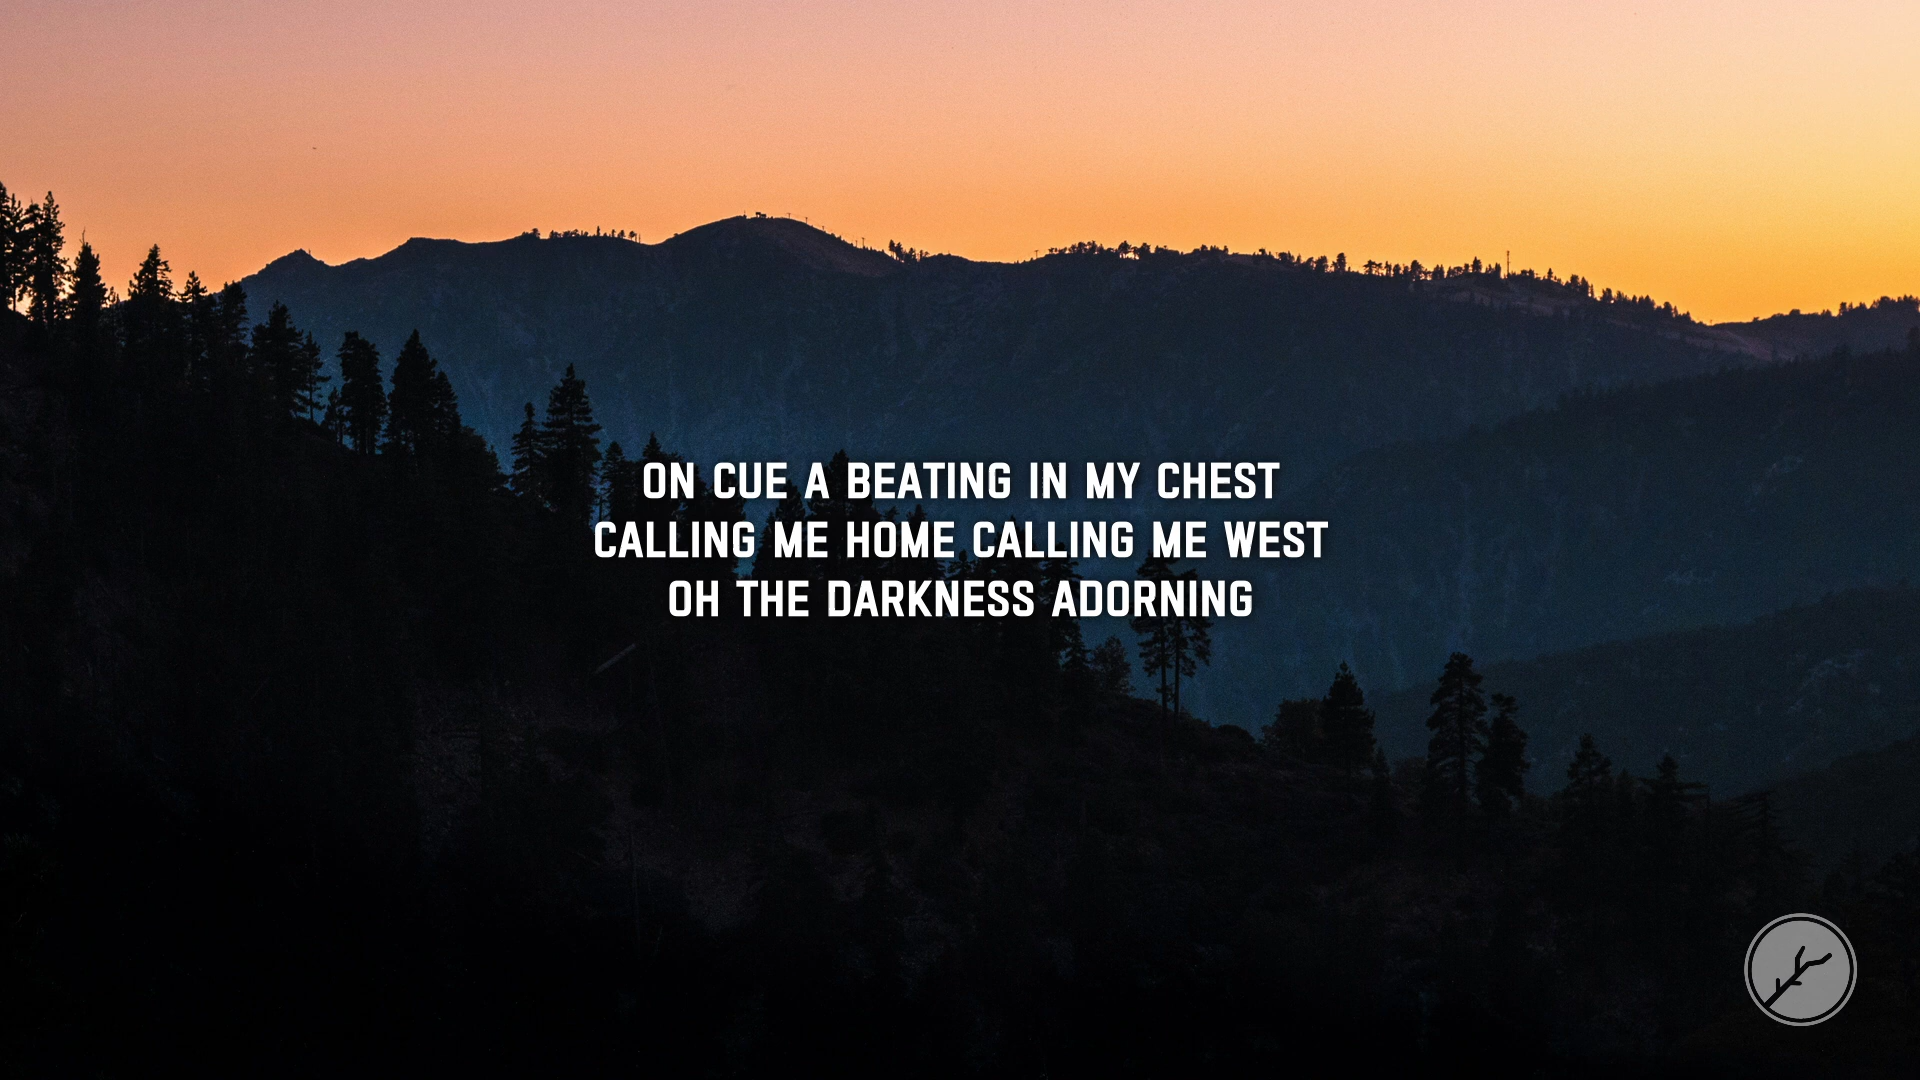 ON CUE A BEATING IN MY CHEST
CALLING ME HOME CALLING ME WEST
OH THE DARKNESS ADORNING